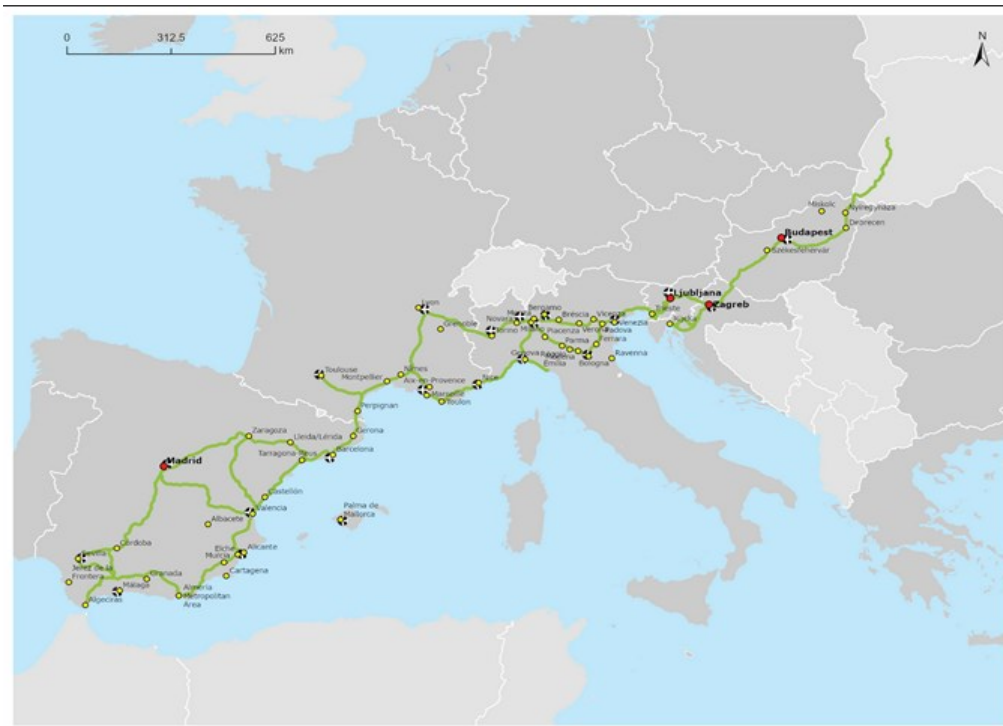 0 312.5 625
km
N
Miskolc
Nyíregyháza
Debrecen
Budapest
Székesfehérvár
Ljubljana
Zagreb
Lyon
Bergamo
Novara
Brescia
Vicenza
Trieste
Grenoble
Torino
Milano
Piacenza
Verona
Venezia
Padova
Parma
Ferrara
Genova
Reggio
Emilia
Bologna
Ravenna
Toulouse
Nîmes
Montpellier
Aix-en-Provence
Nice
Marseille
Toulon
Perpignan
Zaragoza
Lleida/Lérida
Gerona
Tarragona-Reus
Barcelona
Madrid
Castellón
Valencia
Palma de
Mallorca
Albacete
Córdoba
Elche
Alicante
Murcia
Sevilla
Jerez de la
Frontera
Granada
Cartagena
Málaga
Almería
Metropolitan
Area
Algeciras